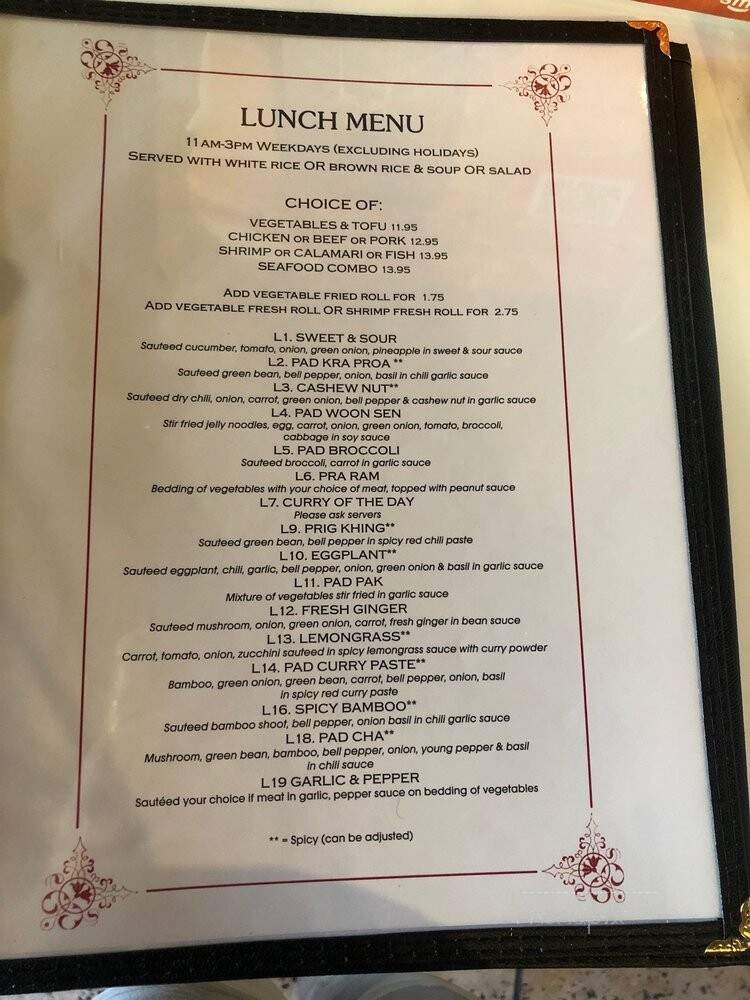 LUNCH MENU
11AM-3PM WEEKDAYS (EXCLUDING HOLIDAYS)
SERVED WITH WHITE RICE OR BROWN RICE & SOUP OR SALAD
CHOICE OF:
VEGETABLES & TOFU 11.95
CHICKEN OR BEEF OR PORK 12.95
SHRIMP OR CALAMARI OR FISH 13.95
SEAFOOD COMBO 13.95
ADD VEGETABLE FRIED ROLL FOR 1.75
ADD VEGETABLE FRESH ROLL OR SHRIMP FRESH ROLL FOR 2.75
L1. SWEET & SOUR
Sauteed cucumber, tomato, onion, green onion, pineapple in sweet & sour sauce
L2. PAD KRA PROA **
Sauteed green bean, bell pepper, onion, basil in chili garlic sauce
L3. CASHEW NUT**
Sauteed dry chili, onion, carrot, green onion, bell pepper & cashew nut in garlic sauce
L4. PAD WOON SEN
Stir fried jelly noodles, egg, carrot, onion, green onion, tomato, broccoli,
cabbage in soy sauce
L5. PAD BROCCOLI
Sauteed broccoli, carrot in garlic sauce
L6. PRA RAM
Bedding of vegetables with your choice of meat, topped with peanut sauce
L7. CURRY OF THE DAY
Please ask servers
L9. PRIG KHING**
Sauteed green bean, bell pepper in spicy red chili paste
L10. EGGPLANT**
Sauteed eggplant, chili, garlic, bell pepper, onion, green onion & basil in garlic sauce
L11. PAD PAK
Mixture of vegetables stir fried in garlic sauce
L12. FRESH GINGER
Sauteed mushroom, onion, green onion, carrot, fresh ginger in bean sauce
L13. LEMONGRASS**
Carrot, tomato, onion, zucchini sauteed in spicy lemongrass sauce with curry powder
L14. PAD CURRY PASTE**
Bamboo, green onion, green bean, carrot, bell pepper, onion, basil
in spicy red curry paste
L16. SPICY BAMBOO**
Sauteed bamboo shoot, bell pepper, onion basil in chili garlic sauce
L18. PAD CHA**
Mushroom, green bean, bamboo, bell pepper, onion, young pepper & basil
in chili sauce
L19 GARLIC & PEPPER
Sautéed your choice if meat in garlic, pepper sauce on bedding of vegetables
** = Spicy (can be adjusted)